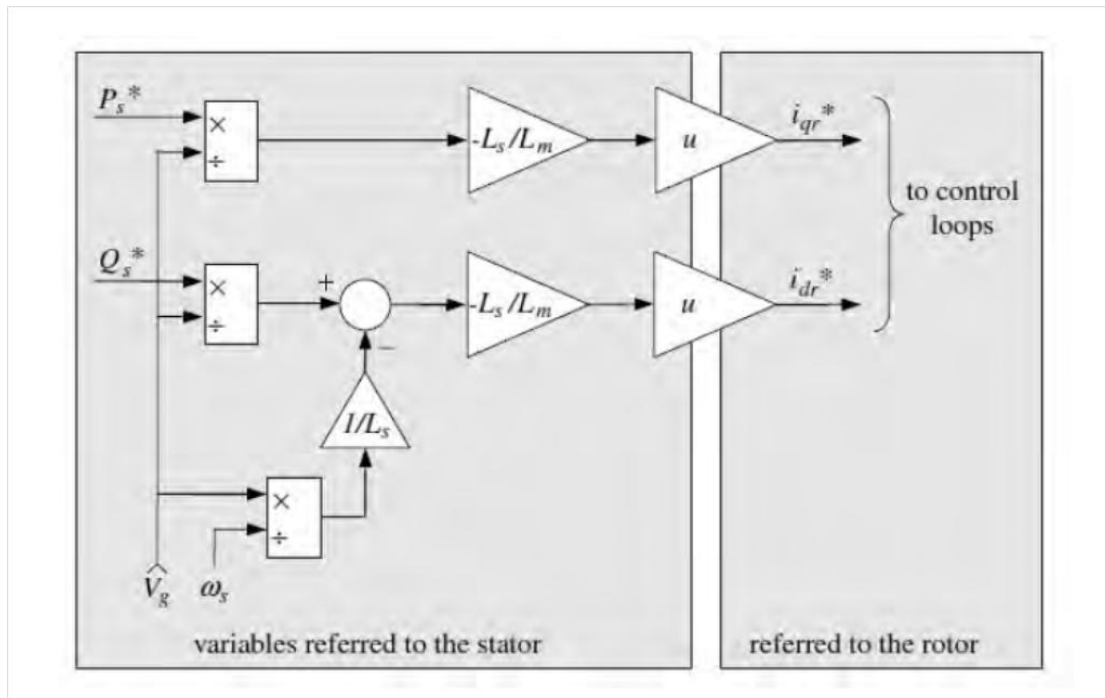 P_s*
×
÷
-L_s/L_m
u
i_qr*
to control
loops
Q_s*
×
÷
+
−
-L_s/L_m
u
i_dr*
1/L_s
×
÷
V̂_g
ω_s
variables referred to the stator
referred to the rotor